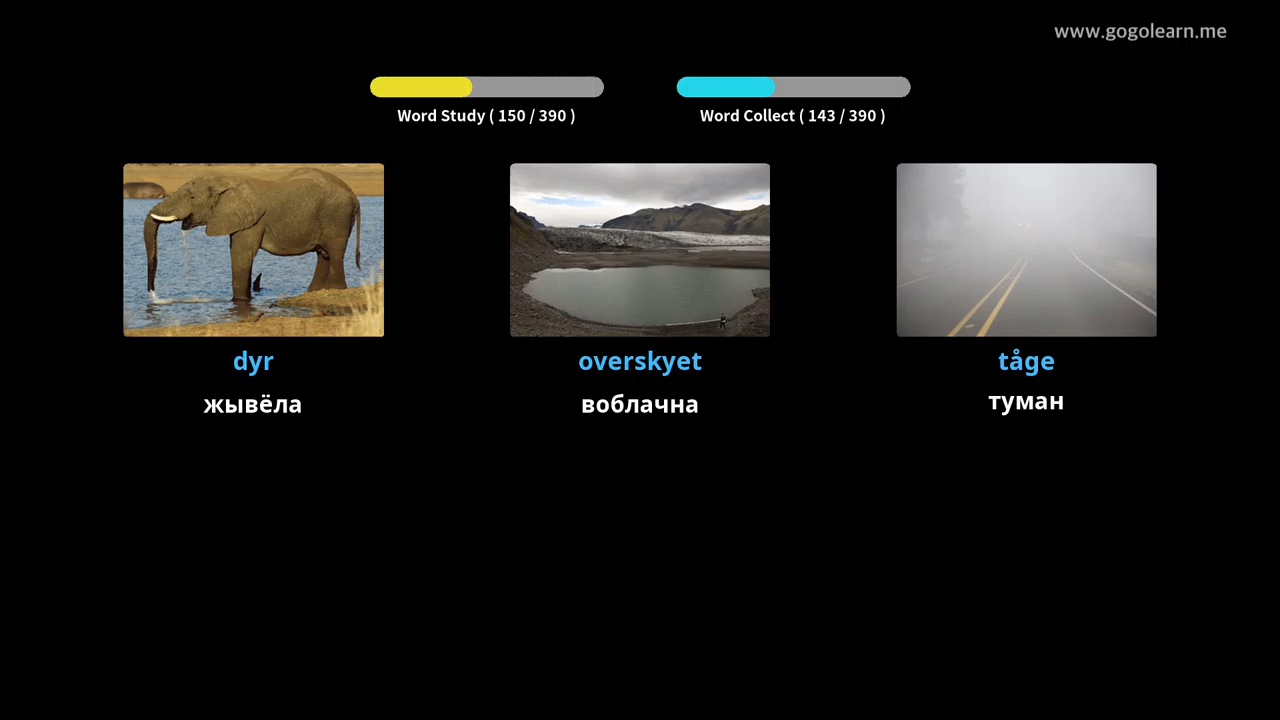 www.gogolearn.me
Word Study ( 150 / 390 )
Word Collect ( 143 / 390 )
dyr
overskyet
tåge
жывёла
воблачна
туман